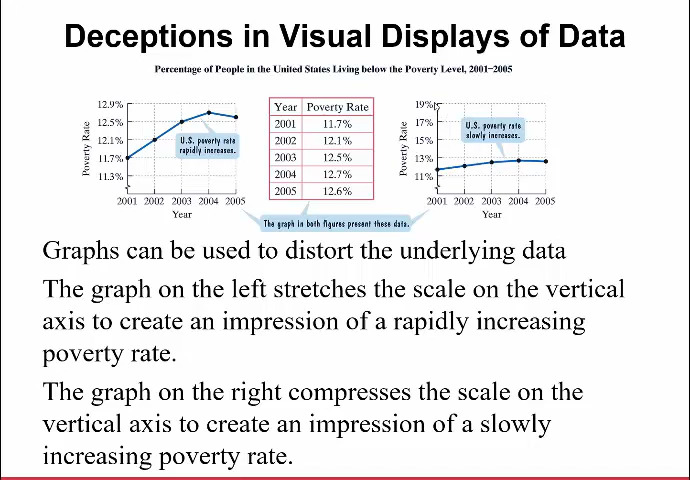 Deceptions in Visual Displays of Data
Percentage of People in the United States Living below the Poverty Level, 2001–2005
12.9%
12.5%
12.1%
11.7%
11.3%
Poverty Rate
U.S. poverty rate
rapidly increases.
2001 2002 2003 2004 2005
Year
Year Poverty Rate
2001 11.7%
2002 12.1%
2003 12.5%
2004 12.7%
2005 12.6%
19%
17%
15%
13%
11%
Poverty Rate
U.S. poverty rate
slowly increases.
2001 2002 2003 2004 2005
Year
The graph in both figures present these data.
Graphs can be used to distort the underlying data
The graph on the left stretches the scale on the vertical
axis to create an impression of a rapidly increasing
poverty rate.
The graph on the right compresses the scale on the
vertical axis to create an impression of a slowly
increasing poverty rate.